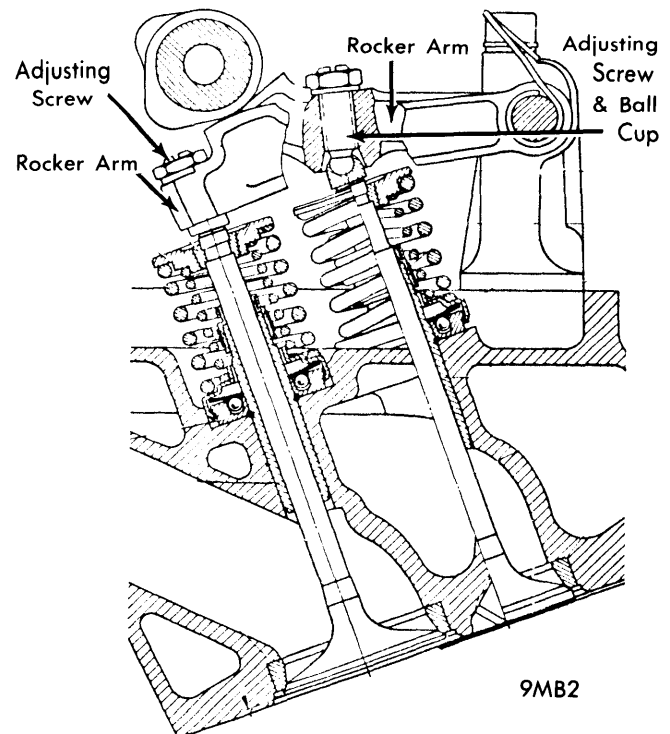 Adjusting
Screw
Rocker Arm
Rocker Arm
Adjusting
Screw
& Ball
Cup
9MB2